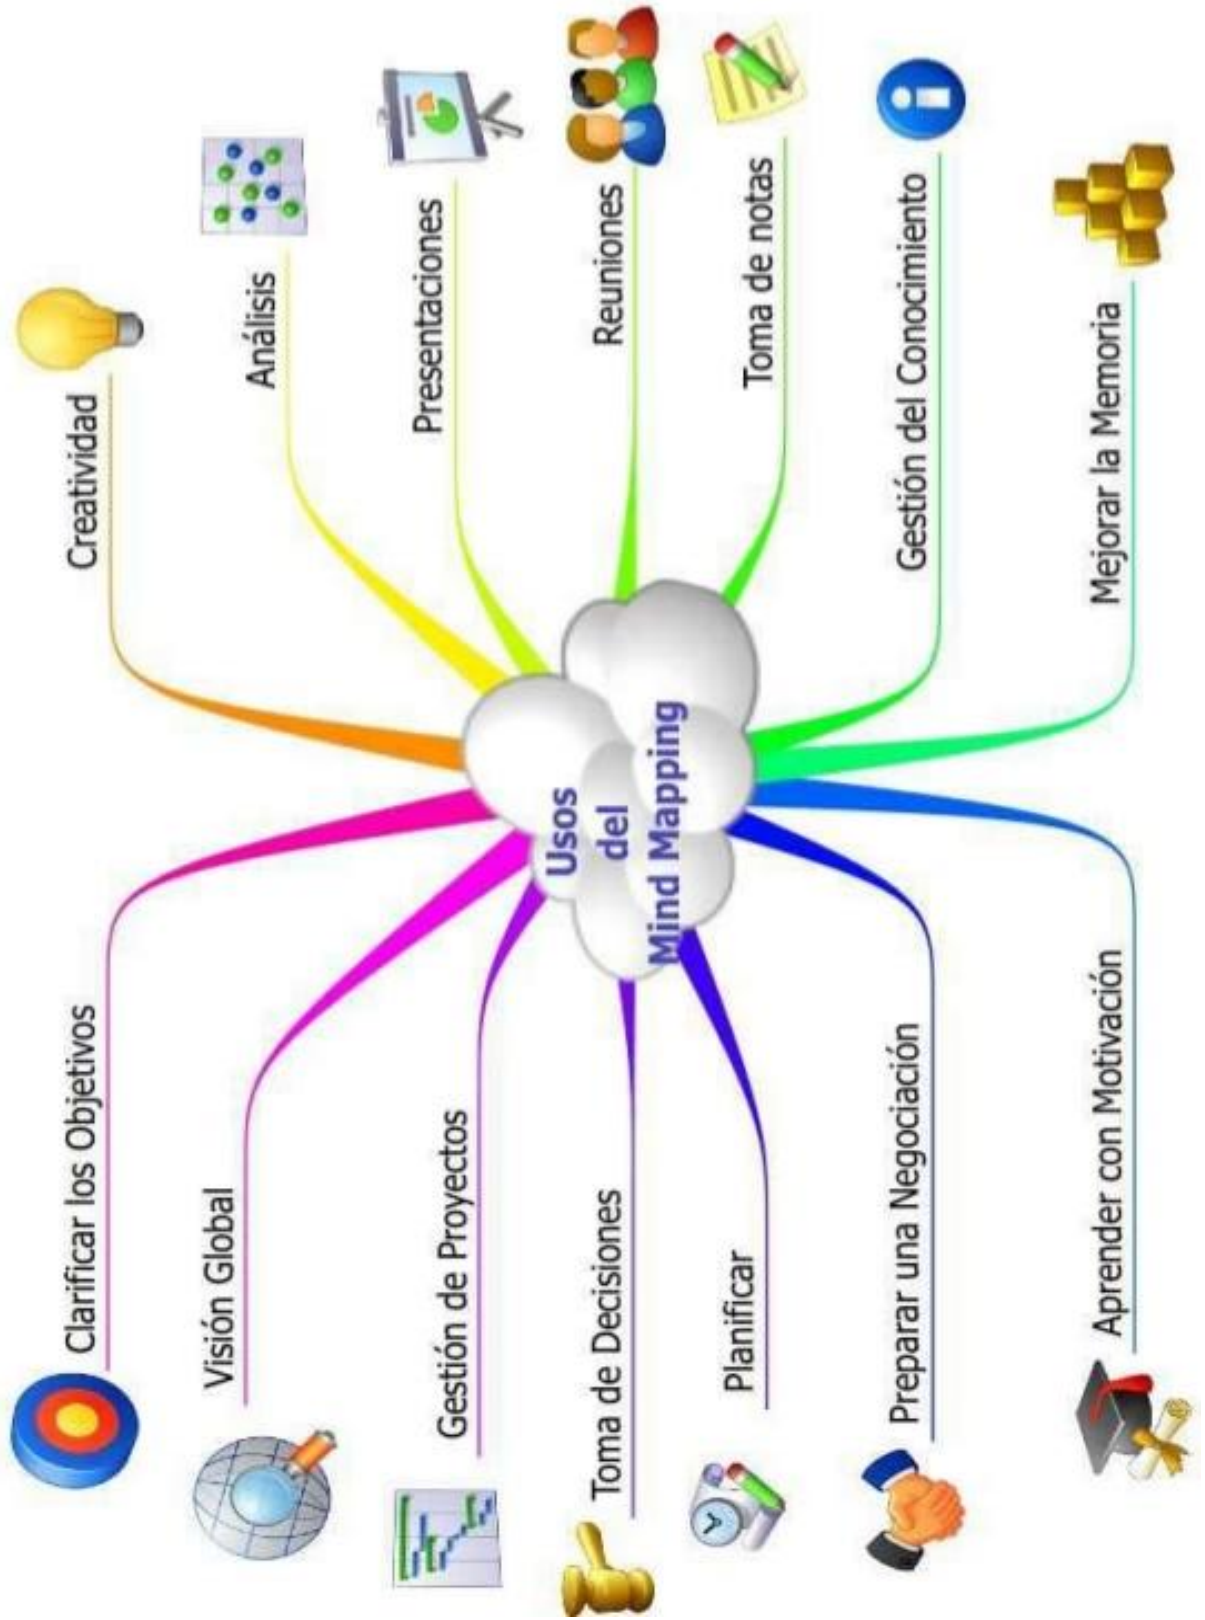 Usos
del
Mind Mapping
Creatividad
Análisis
Presentaciones
Reuniones
Toma de notas
Gestión del Conocimiento
Mejorar la Memoria
Clarificar los Objetivos
Visión Global
Gestión de Proyectos
Toma de Decisiones
Planificar
Preparar una Negociación
Aprender con Motivación